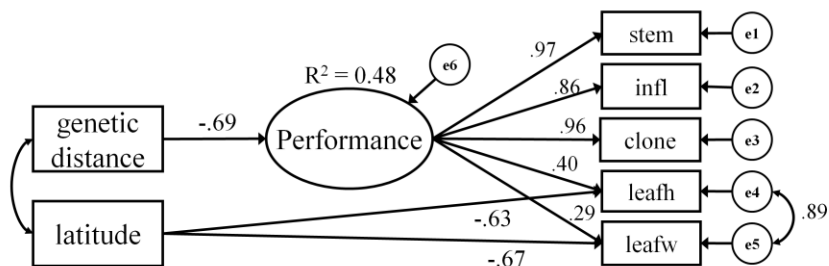 stem
e1
.97
R² = 0.48
e6
infl
e2
.86
genetic
distance
-.69
Performance
.96
clone
e3
.40
leafh
e4
.89
latitude
-.63
.29
leafw
e5
-.67